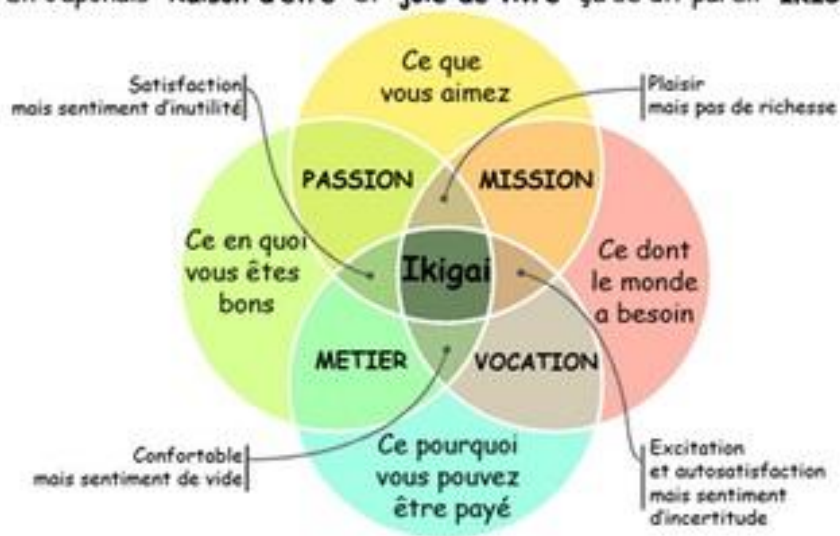 Ce que
vous aimez
Satisfaction
mais sentiment d'inutilité
Plaisir
mais pas de richesse
PASSION
MISSION
Ce en quoi
vous êtes
bons
Ikigai
Ce dont
le monde
a besoin
METIER
VOCATION
Confortable
mais sentiment de vide
Ce pourquoi
vous pouvez
être payé
Excitation
et autosatisfaction
mais sentiment
d'incertitude